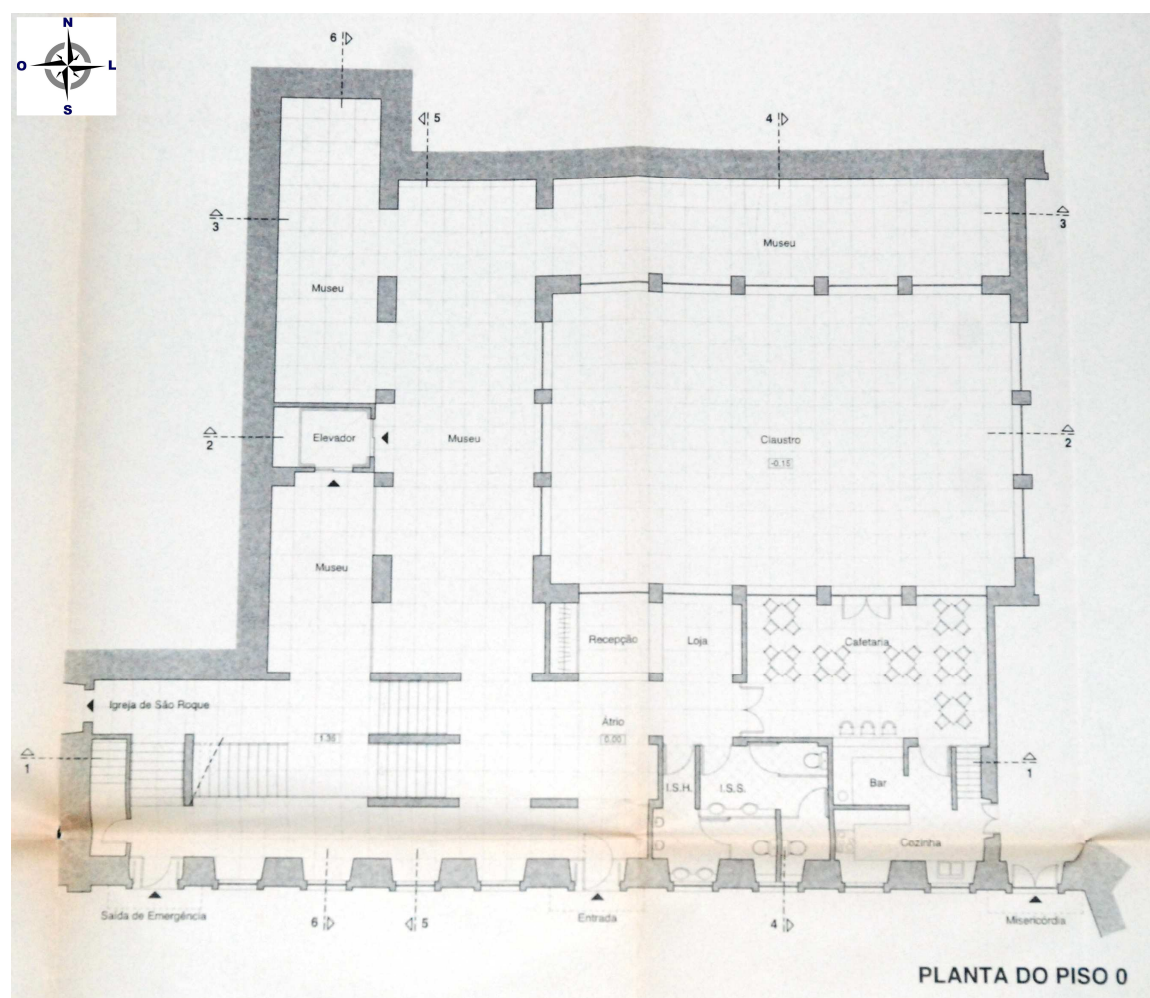 N
O L
S
6
5
4
3
3
Museu
Museu
Elevador
Museu
Claustro
2
2
-0.15
Museu
Recepção
Loja
Cafetaria
Igreja de São Roque
Átrio
1.36
0.00
1
1
I.S.H.
I.S.S.
Bar
Cozinha
Saída de Emergência
Entrada
Misericórdia
6
5
4
PLANTA DO PISO 0